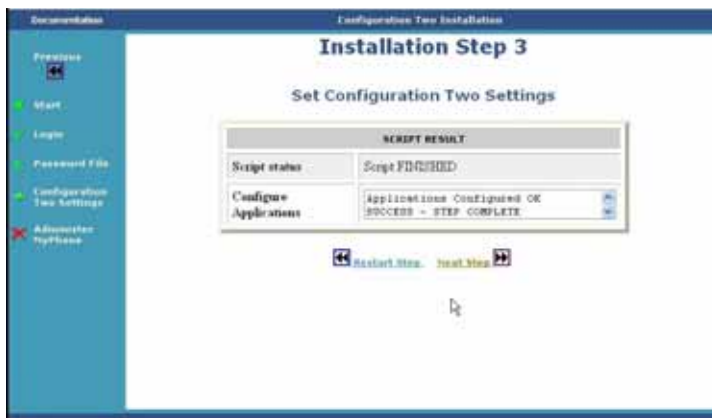 Documentation
Configuration Two Installation
Previous
Start
Login
Password File
Configuration
Two Settings
Administer
MyPhone
Installation Step 3
Set Configuration Two Settings
SCRIPT RESULT
Script status
Script FINISHED
Configure
Applications
Applications Configured OK
SUCCESS - STEP COMPLETE
Restart Step
Next Step